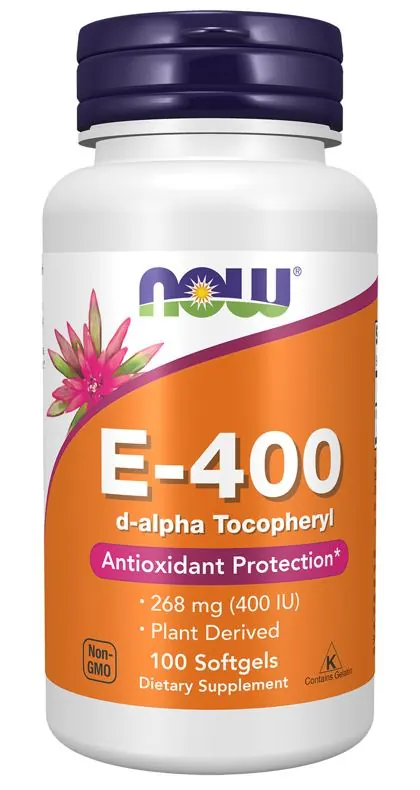 NOW®
E-400
d-alpha Tocopheryl
Antioxidant Protection*
• 268 mg (400 IU)
• Plant Derived
100 Softgels
Dietary Supplement
Non-
GMO
K
Contains Gelatin